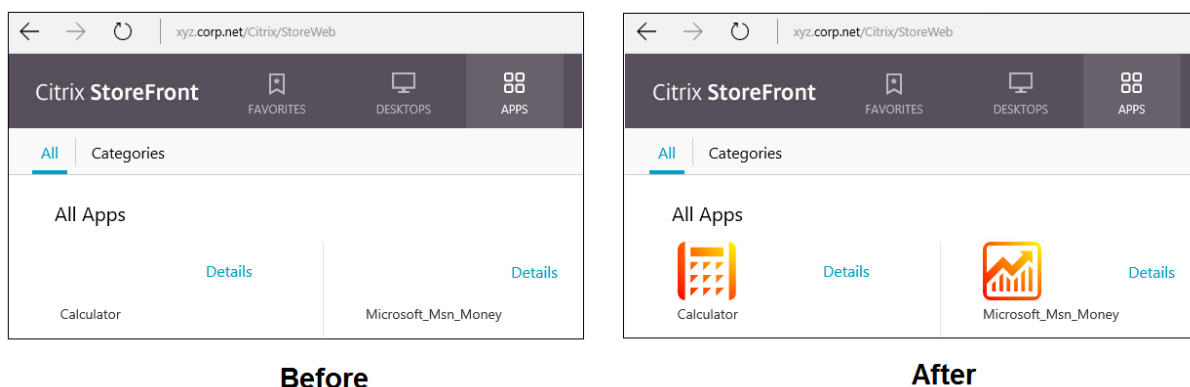 xyz.corp.net/Citrix/StoreWeb
Citrix StoreFront
FAVORITES
DESKTOPS
APPS
All
Categories
All Apps
Details
Details
Calculator
Microsoft_Msn_Money
Before
xyz.corp.net/Citrix/StoreWeb
Citrix StoreFront
FAVORITES
DESKTOPS
APPS
All
Categories
All Apps
Details
Details
Calculator
Microsoft_Msn_Money
After